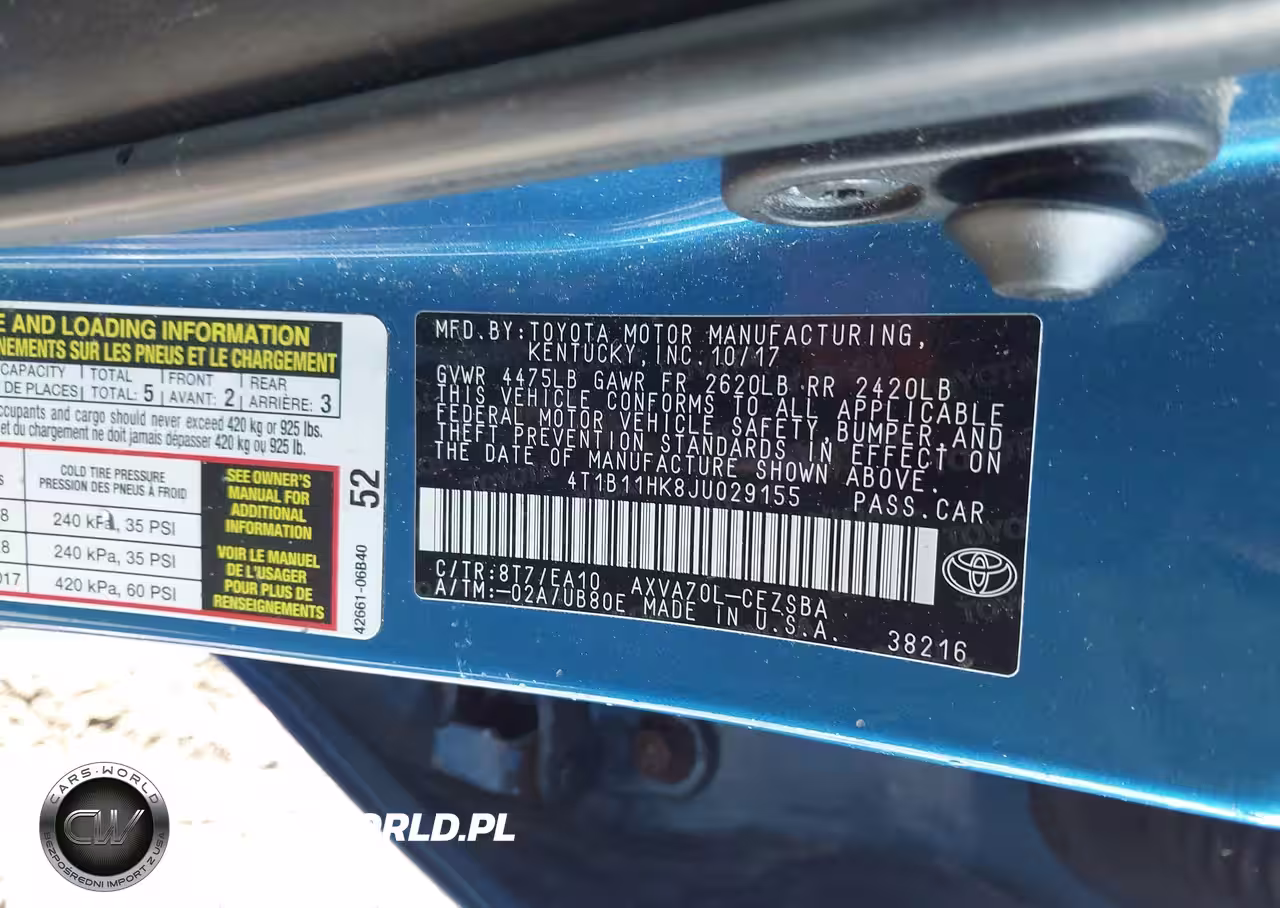 E AND LOADING INFORMATION
NEMENTS SUR LES PNEUS ET LE CHARGEMENT
CAPACITY TOTAL FRONT REAR
DE PLACES TOTAL: 5 AVANT: 2 ARRIÈRE: 3
ccupants and cargo should never exceed 420 kg or 925 lbs.
et du chargement ne doit jamais dépasser 420 kg ou 925 lb.
S COLD TIRE PRESSURE
PRESSION DES PNEUS À FROID
8 240 kPa, 35 PSI
8 240 kPa, 35 PSI
017 420 kPa, 60 PSI
SEE OWNER'S
MANUAL FOR
ADDITIONAL
INFORMATION
VOIR LE MANUEL
DE L'USAGER
POUR PLUS DE
RENSEIGNEMENTS
52
42661-06B40
MFD.BY:TOYOTA MOTOR MANUFACTURING,
KENTUCKY,INC.10/17
GVWR 4475LB GAWR FR 2620LB RR 2420LB
THIS VEHICLE CONFORMS TO ALL APPLICABLE
FEDERAL MOTOR VEHICLE SAFETY,BUMPER,AND
THEFT PREVENTION STANDARDS IN EFFECT ON
THE DATE OF MANUFACTURE SHOWN ABOVE.
4T1B11HK8JU029155 PASS.CAR
C/TR:8T7/EA10 AXVA70L-CEZSBA
A/TM:-02A/UB80E MADE IN U.S.A.
38216
CARS-WORLD
CW
BEZPOŚREDNI IMPORT Z USA
ORLD.PL